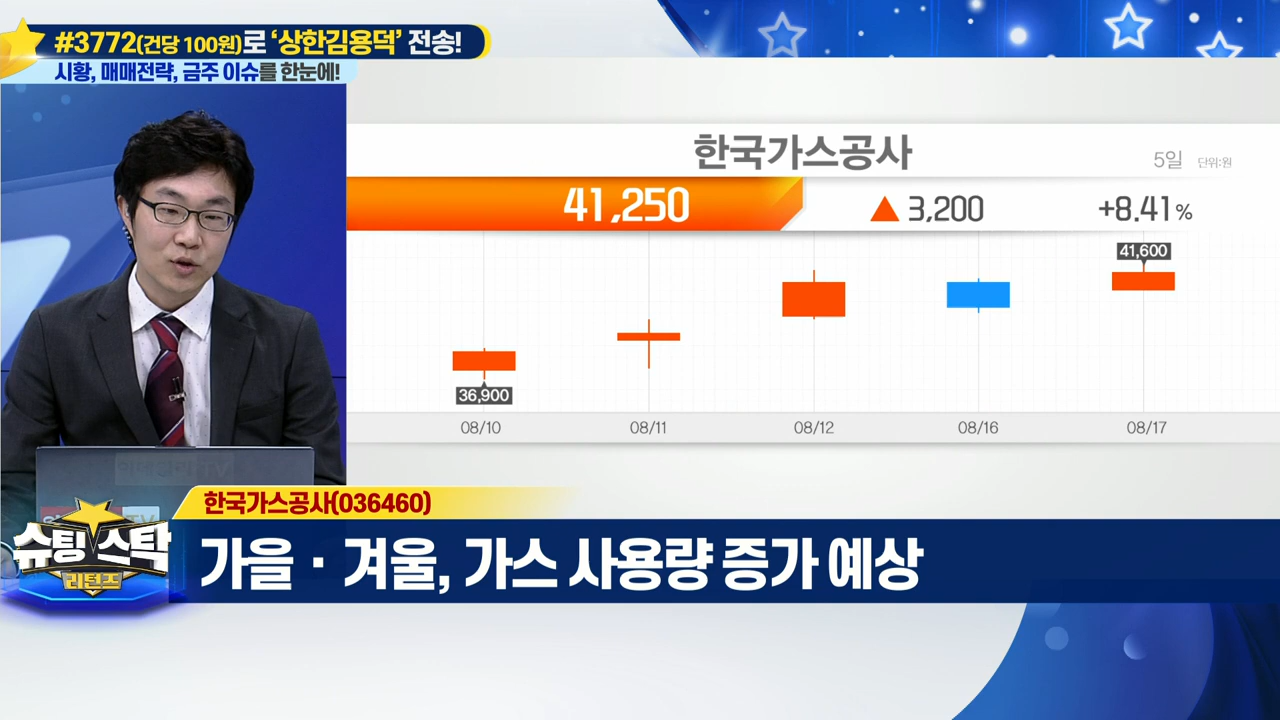 #3772(건당 100원)로 ‘상한김용덕’ 전송!
시황, 매매전략, 금주 이슈를 한눈에!
한국가스공사
5일 단위:원
41,250 ▲ 3,200 +8.41%
41,600
36,900
08/10 08/11 08/12 08/16 08/17
한국가스공사(036460)
가을 · 겨울, 가스 사용량 증가 예상
슈팅스탁
리턴즈